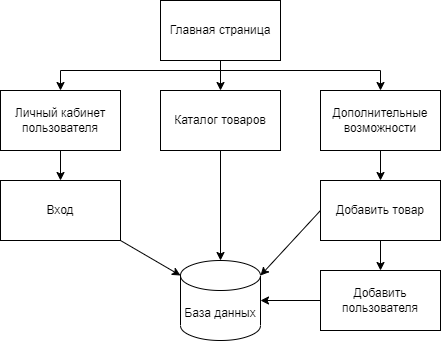 Главная страница
Личный кабинет
пользователя
Каталог товаров
Дополнительные
возможности
Вход
Добавить товар
База данных
Добавить
пользователя